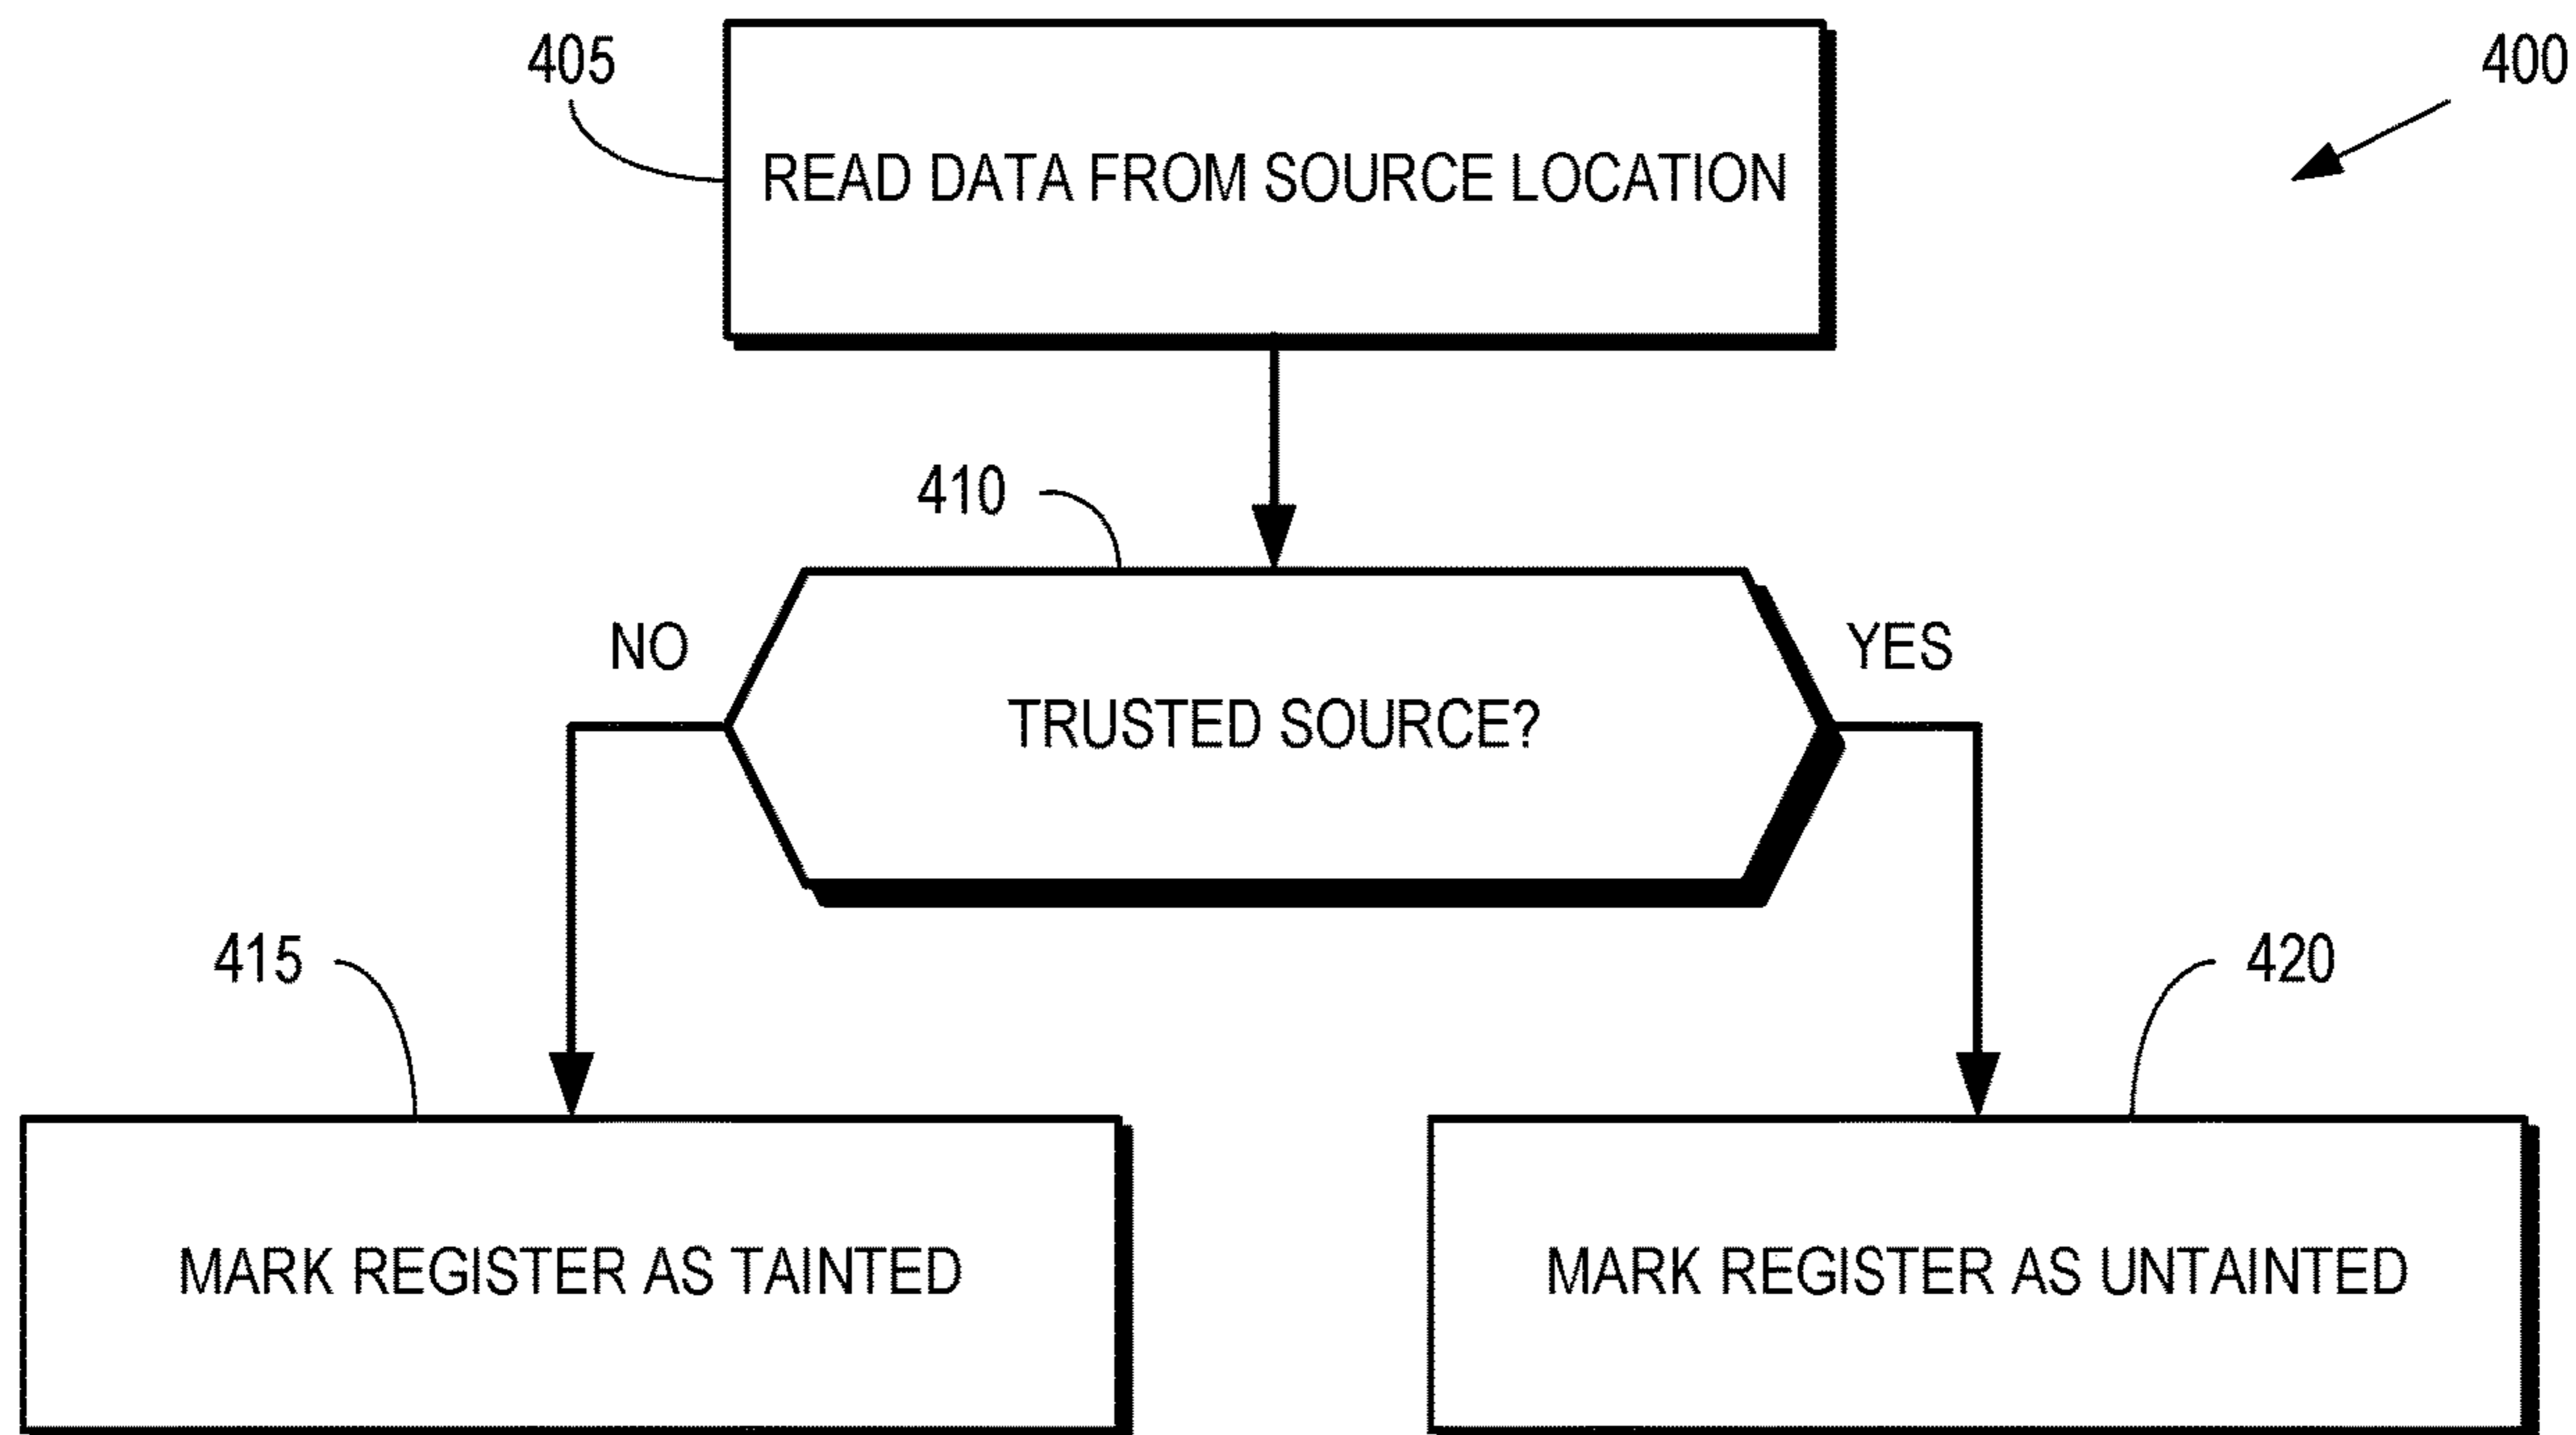 405
400
READ DATA FROM SOURCE LOCATION
410
NO
YES
TRUSTED SOURCE?
415
420
MARK REGISTER AS TAINTED
MARK REGISTER AS UNTAINTED